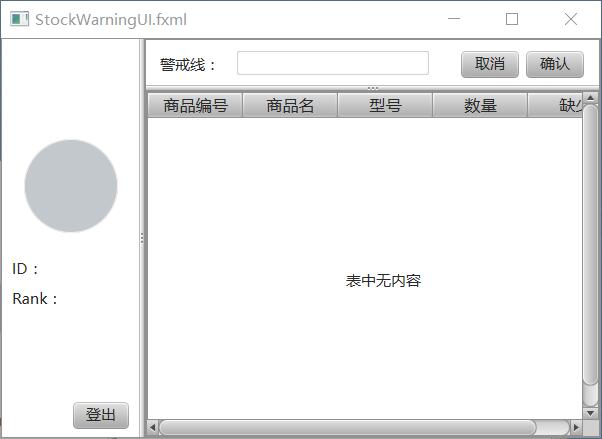 StockWarningUI.fxml
警戒线：
取消
确认
商品编号
商品名
型号
数量
表中无内容
ID：
Rank：
登出